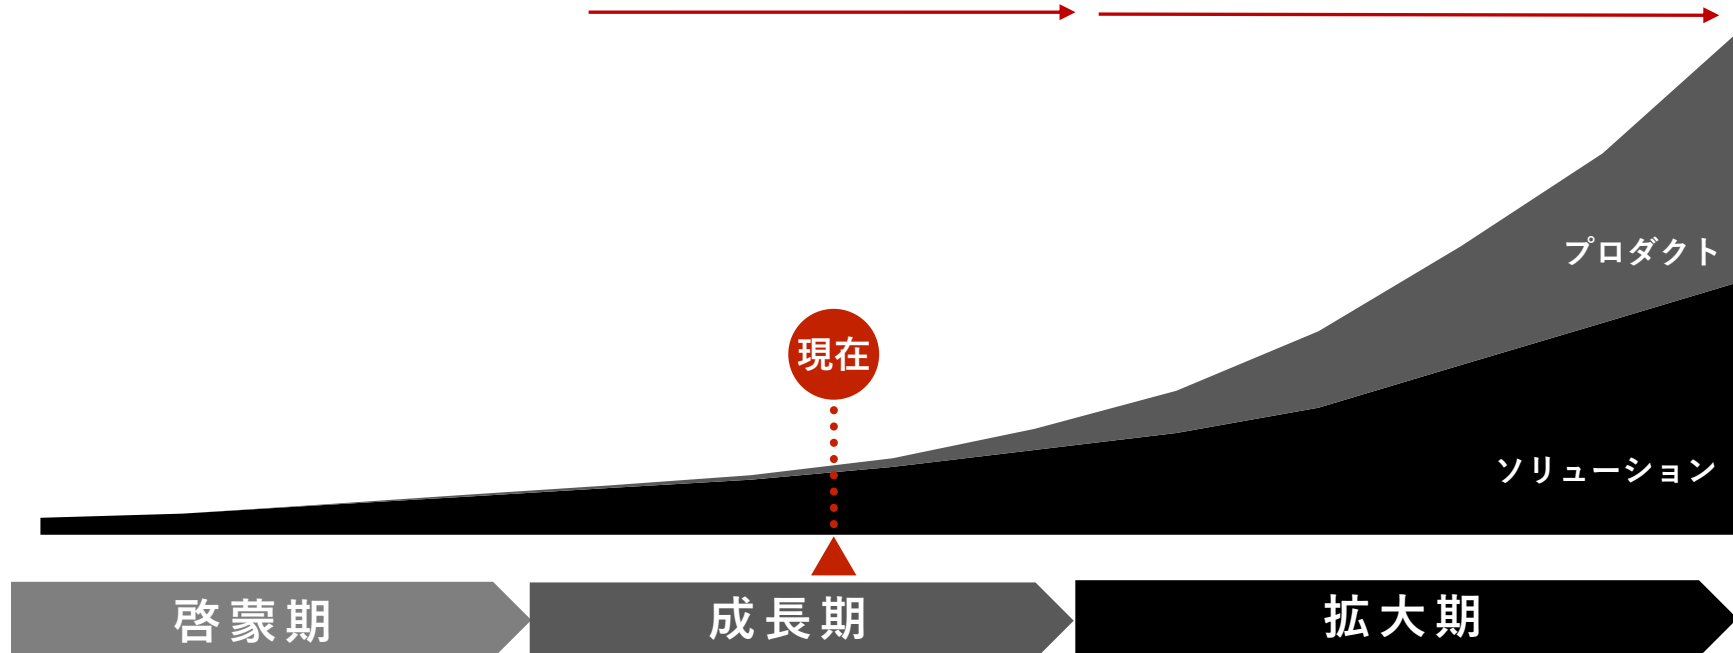 プロダクト
現在
ソリューション
啓蒙期
成長期
拡大期